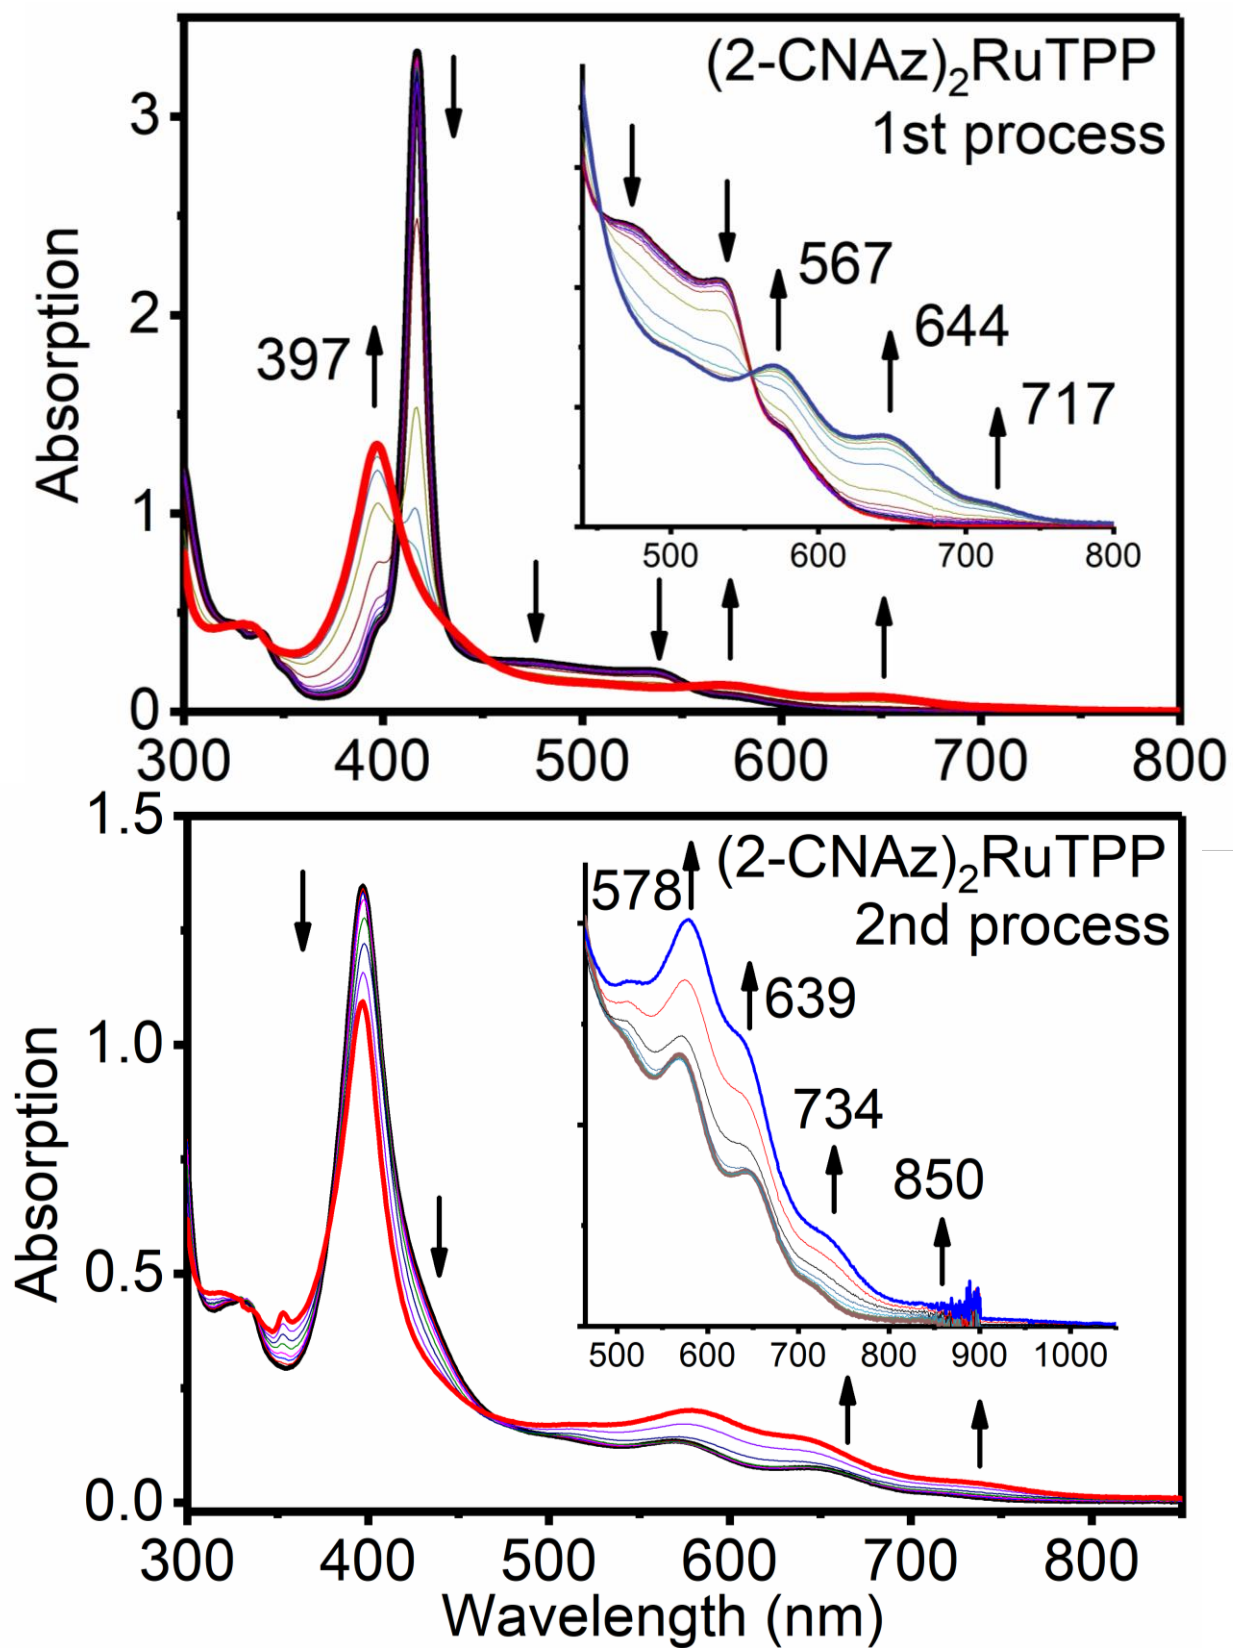 (2-CNAz)₂RuTPP
1st process
3
2
1
0
Absorption
397
567
644
717
500 600 700 800
300 400 500 600 700 800
1.5
1.0
0.5
0.0
Absorption
(2-CNAz)₂RuTPP
2nd process
578
639
734
850
500 600 700 800 900 1000
300 400 500 600 700 800
Wavelength (nm)